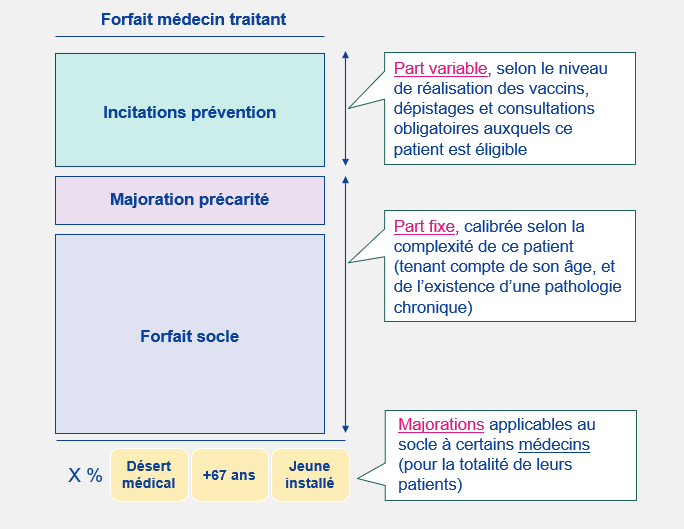 Forfait médecin traitant
Incitations prévention
Part variable, selon le niveau
de réalisation des vaccins,
dépistages et consultations
obligatoires auxquels ce
patient est éligible
Majoration précarité
Forfait socle
Part fixe, calibrée selon la
complexité de ce patient
(tenant compte de son âge, et
de l’existence d’une pathologie
chronique)
X %
Désert
médical
+67 ans
Jeune
installé
Majorations applicables au
socle à certains médecins
(pour la totalité de leurs
patients)